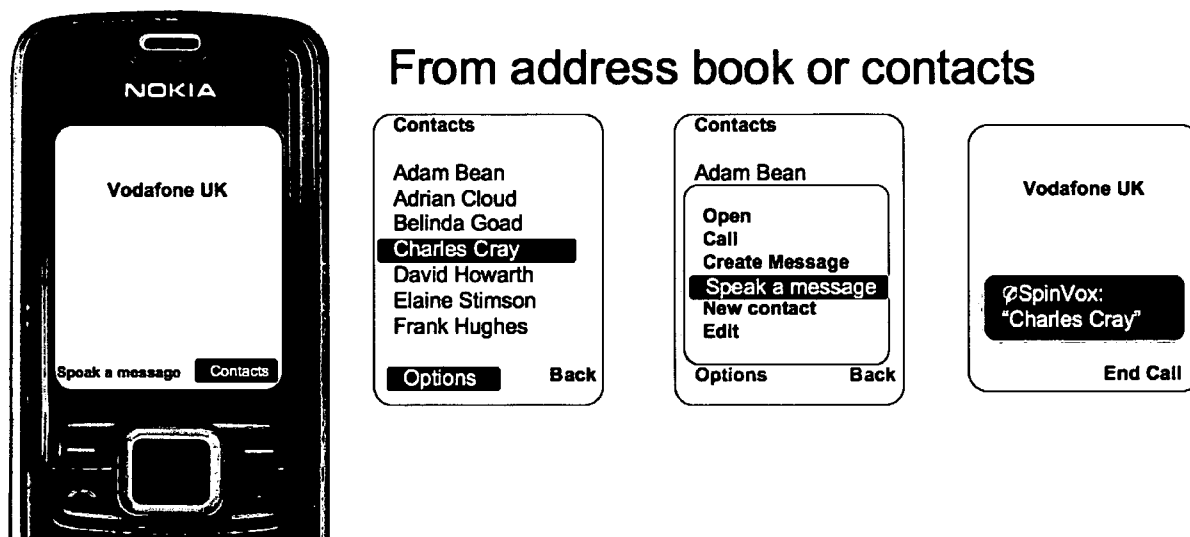 NOKIA
Vodafone UK
Speak a message
Contacts
From address book or contacts
Contacts
Adam Bean
Adrian Cloud
Belinda Goad
Charles Cray
David Howarth
Elaine Stimson
Frank Hughes
Options
Back
Contacts
Adam Bean
Open
Call
Create Message
Speak a message
New contact
Edit
Options
Back
Vodafone UK
SpinVox:
“Charles Cray”
End Call